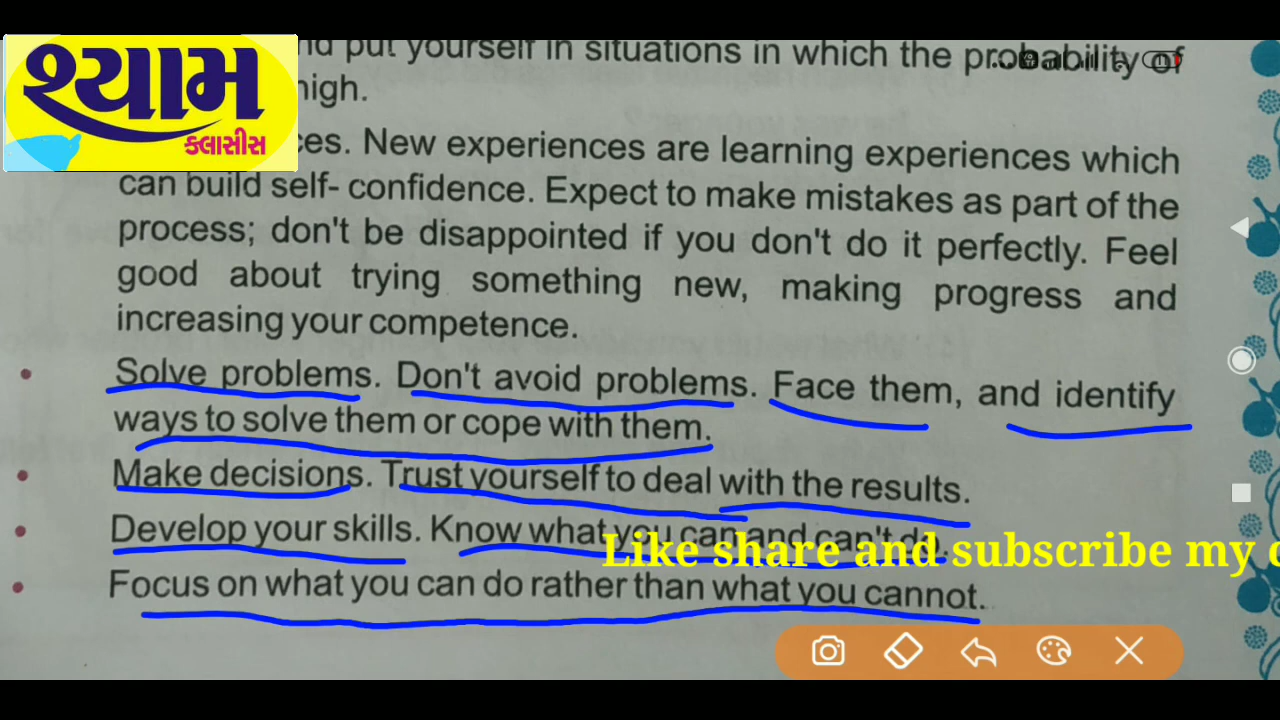 શ્યામ
ક્લાસીસ
put yourself in situations in which the probability of
high.
New experiences are learning experiences which
can build self- confidence. Expect to make mistakes as part of the
process; don't be disappointed if you don't do it perfectly. Feel
good about trying something new, making progress and
increasing your competence.
Solve problems. Don't avoid problems. Face them, and identify
ways to solve them or cope with them.
Make decisions. Trust yourself to deal with the results.
Develop your skills. Know what you can and can't do.
Like share and subscribe my
Focus on what you can do rather than what you cannot.